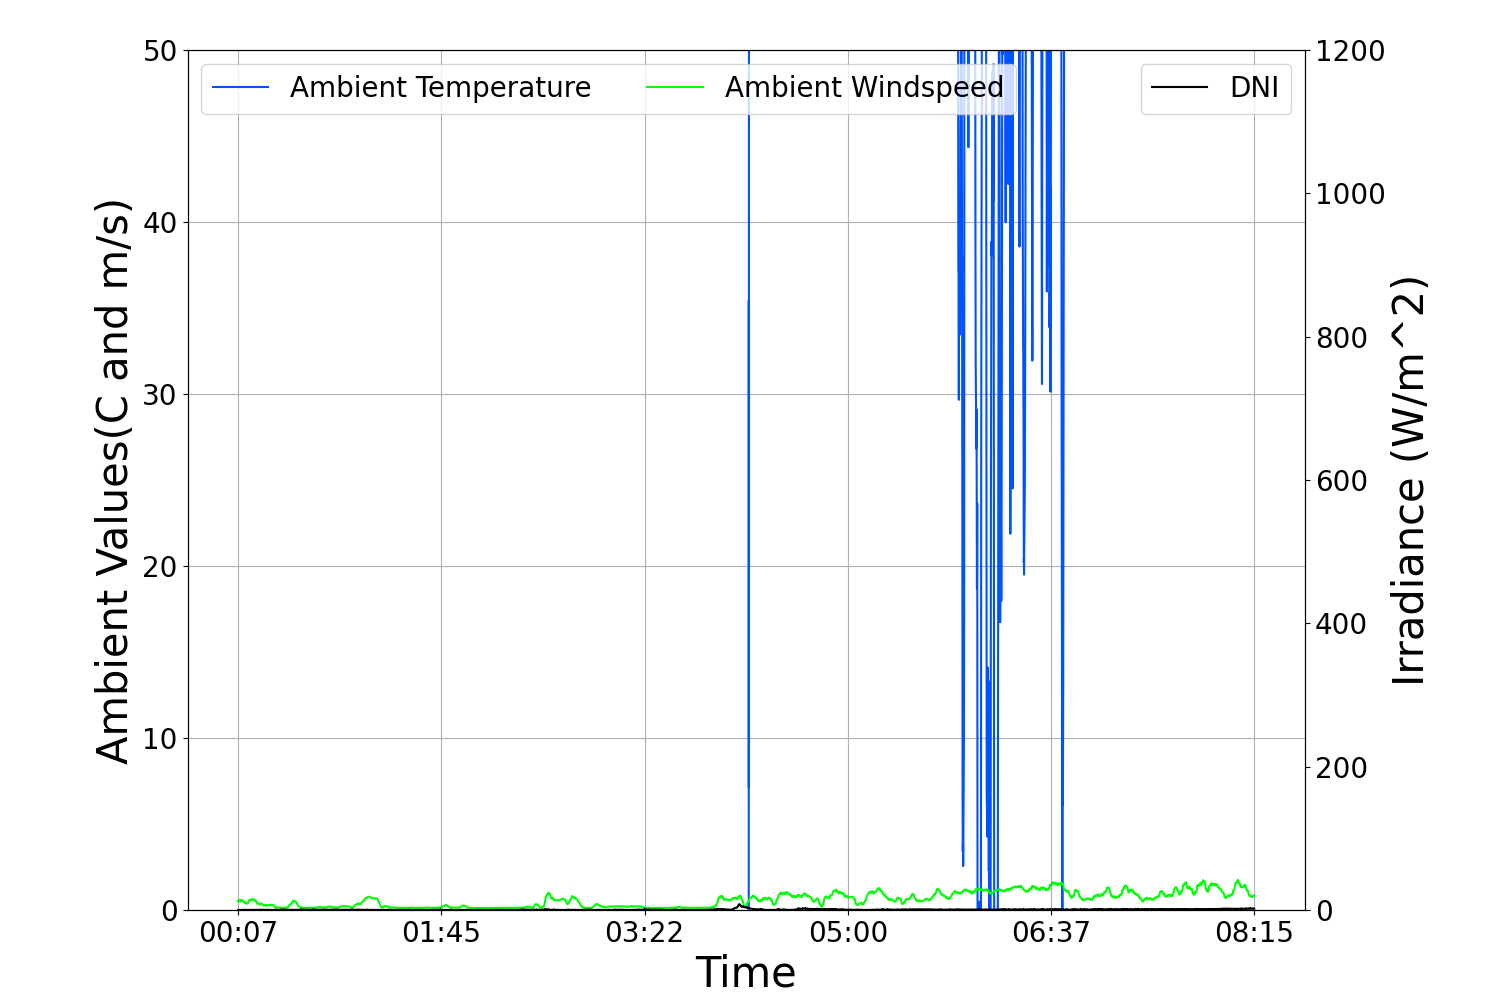 Ambient Temperature
Ambient Windspeed
DNI
50
40
30
20
10
0
Ambient Values(C and m/s)
1200
1000
800
600
400
200
0
Irradiance (W/m^2)
00:07 01:45 03:22 05:00 06:37 08:15
Time